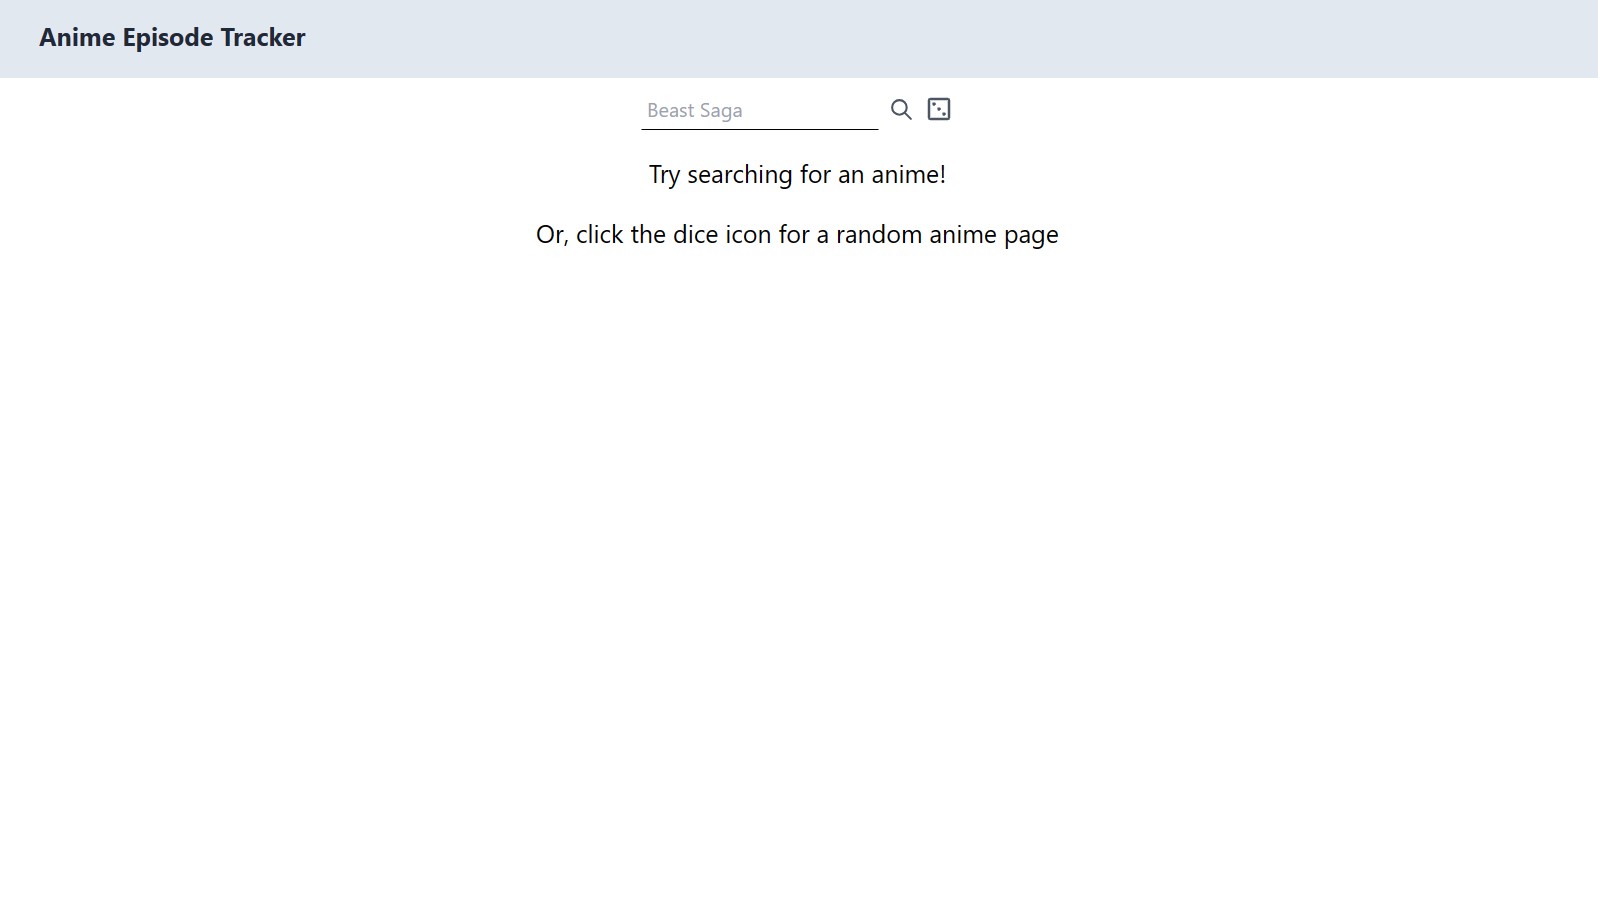 Anime Episode Tracker
Beast Saga
Try searching for an anime!
Or, click the dice icon for a random anime page